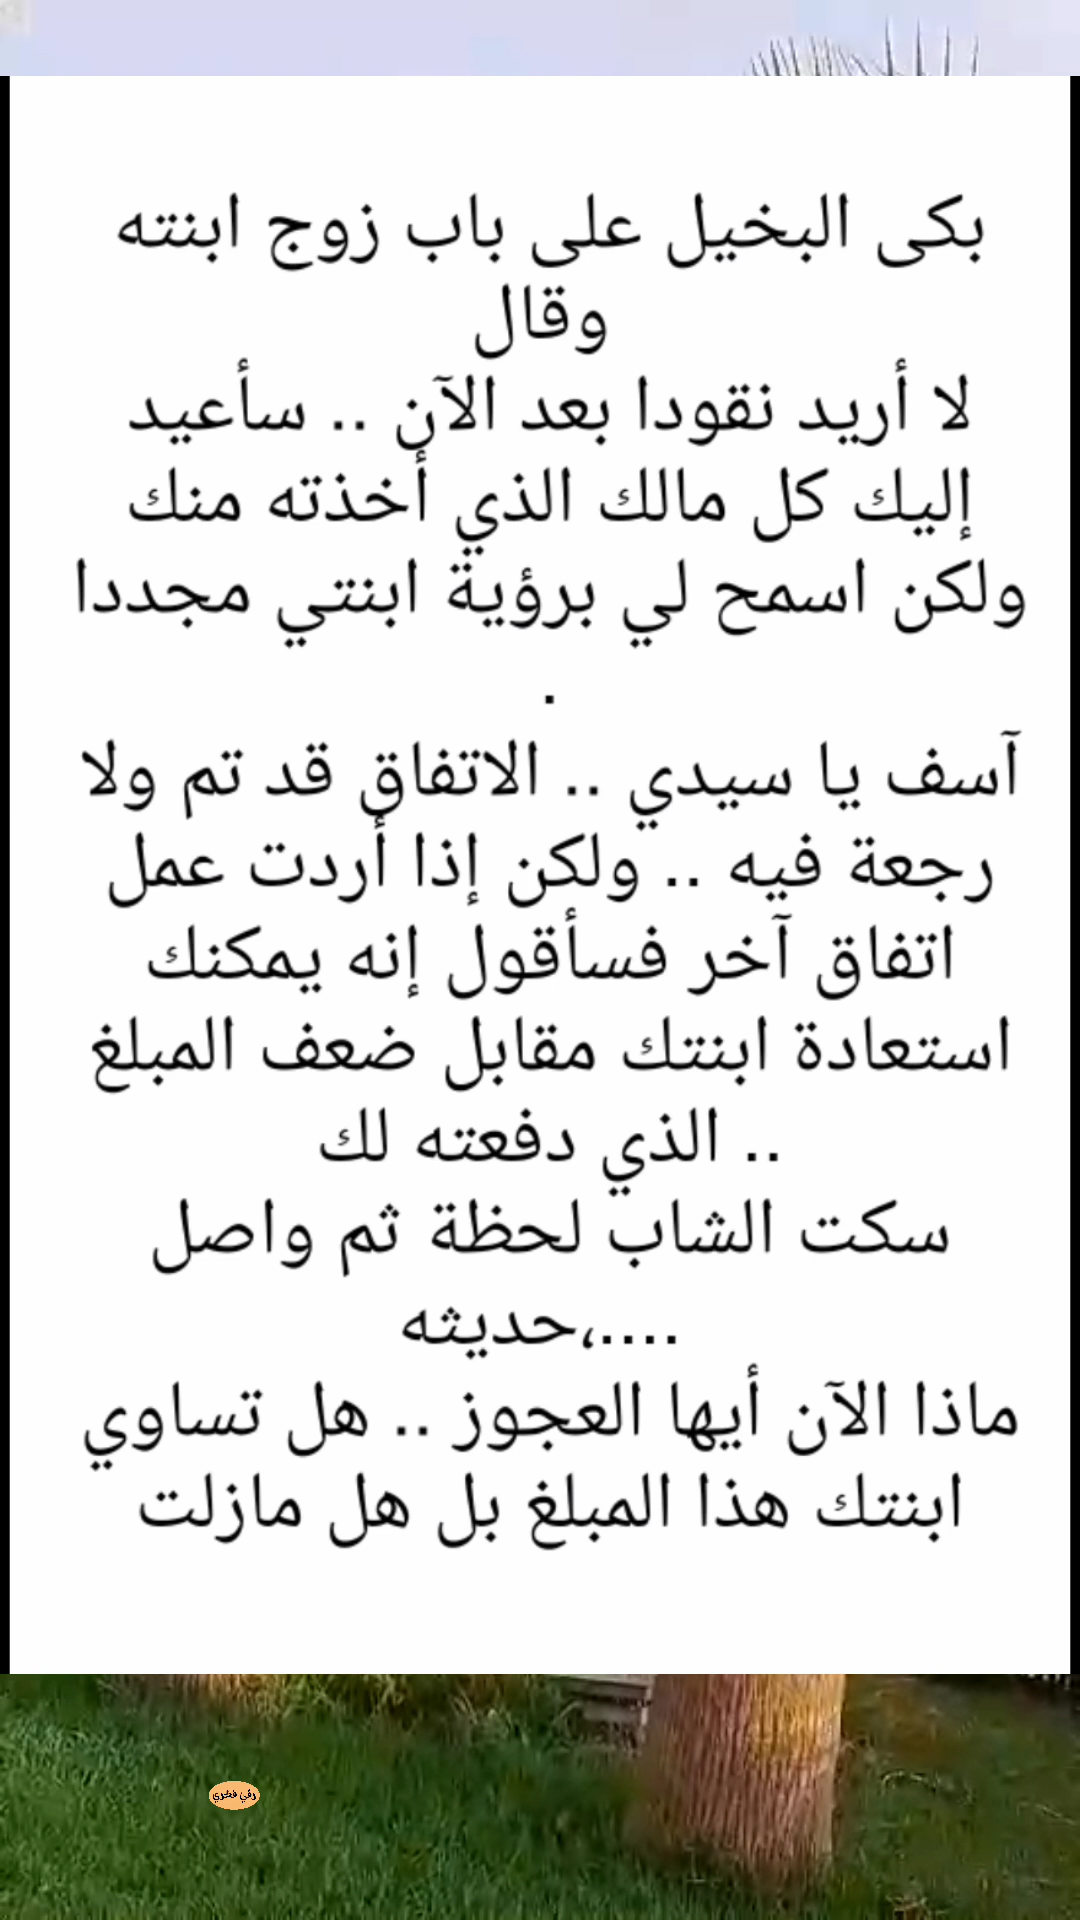 بكى البخيل على باب زوج ابنته
وقال
لا أريد نقودا بعد الآن .. سأعيد
إليك كل مالك الذي أخذته منك
ولكن اسمح لي برؤية ابنتي مجددا
.
آسف يا سيدي .. الاتفاق قد تم ولا
رجعة فيه .. ولكن إذا أردت عمل
اتفاق آخر فسأقول إنه يمكنك
استعادة ابنتك مقابل ضعف المبلغ
.. الذي دفعته لك
سكت الشاب لحظة ثم واصل
....،حديثه
ماذا الآن أيها العجوز .. هل تساوي
ابنتك هذا المبلغ بل هل مازلت